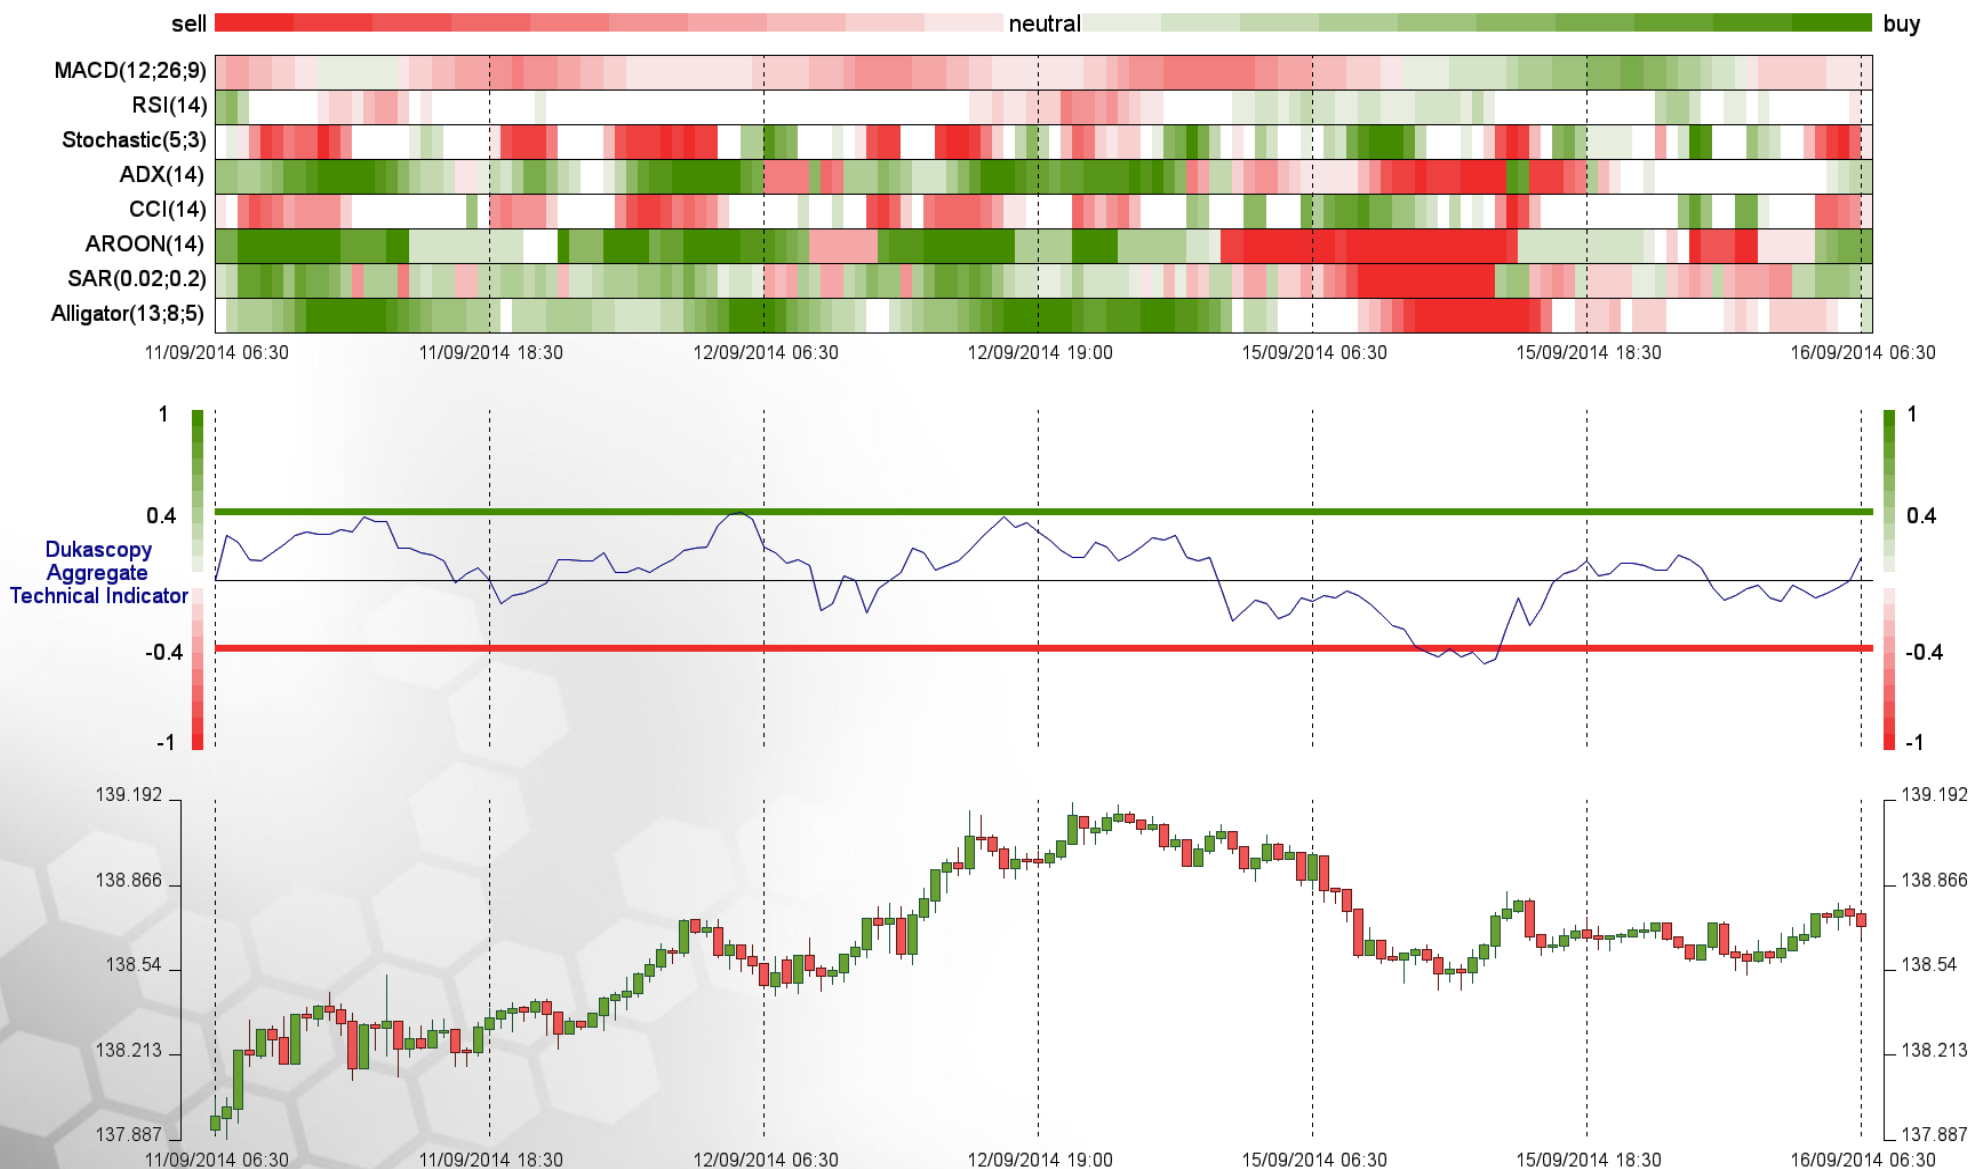 sell neutral buy
MACD(12;26;9)
RSI(14)
Stochastic(5;3)
ADX(14)
CCI(14)
AROON(14)
SAR(0.02;0.2)
Alligator(13;8;5)
11/09/2014 06:30 11/09/2014 18:30 12/09/2014 06:30 12/09/2014 19:00 15/09/2014 06:30 15/09/2014 18:30 16/09/2014 06:30
1 1
0.4 0.4
Dukascopy
Aggregate
Technical Indicator
-0.4 -0.4
-1 -1
139.192 139.192
138.866 138.866
138.54 138.54
138.213 138.213
137.887 137.887
11/09/2014 06:30 11/09/2014 18:30 12/09/2014 06:30 12/09/2014 19:00 15/09/2014 06:30 15/09/2014 18:30 16/09/2014 06:30